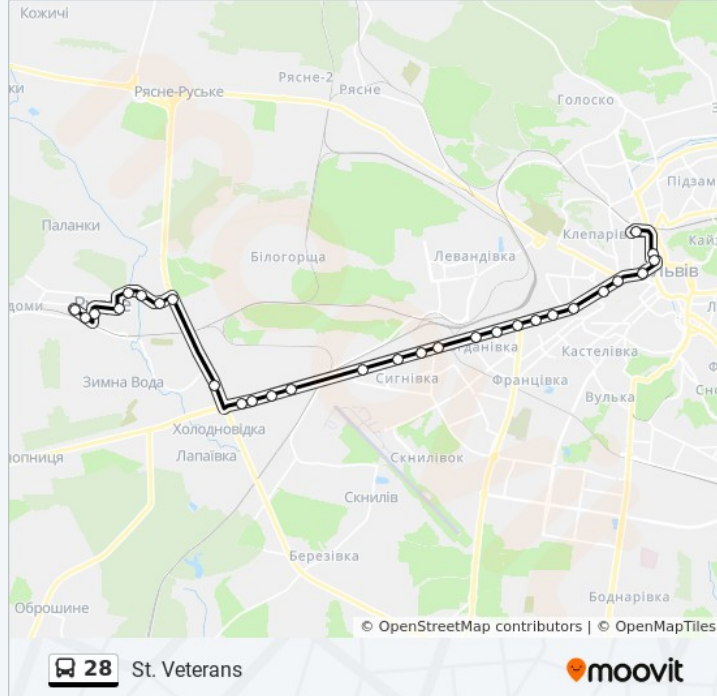 Кожичі
Рясне-2
Рясне
Рясне-Руське
Голоско
Підзам
Клепарів
Паланки
Білогорща
Левандівка
Львів
доми
Сигнівка
Кастелівка
Францівка
Зимна Вода
Вулька
Холодновідка
Лапаївка
Скнилівок
Скнилів
Березівка
Боднарівка
Оброшине
© OpenStreetMap contributors | © OpenMapTiles
28 St. Veterans
moovit